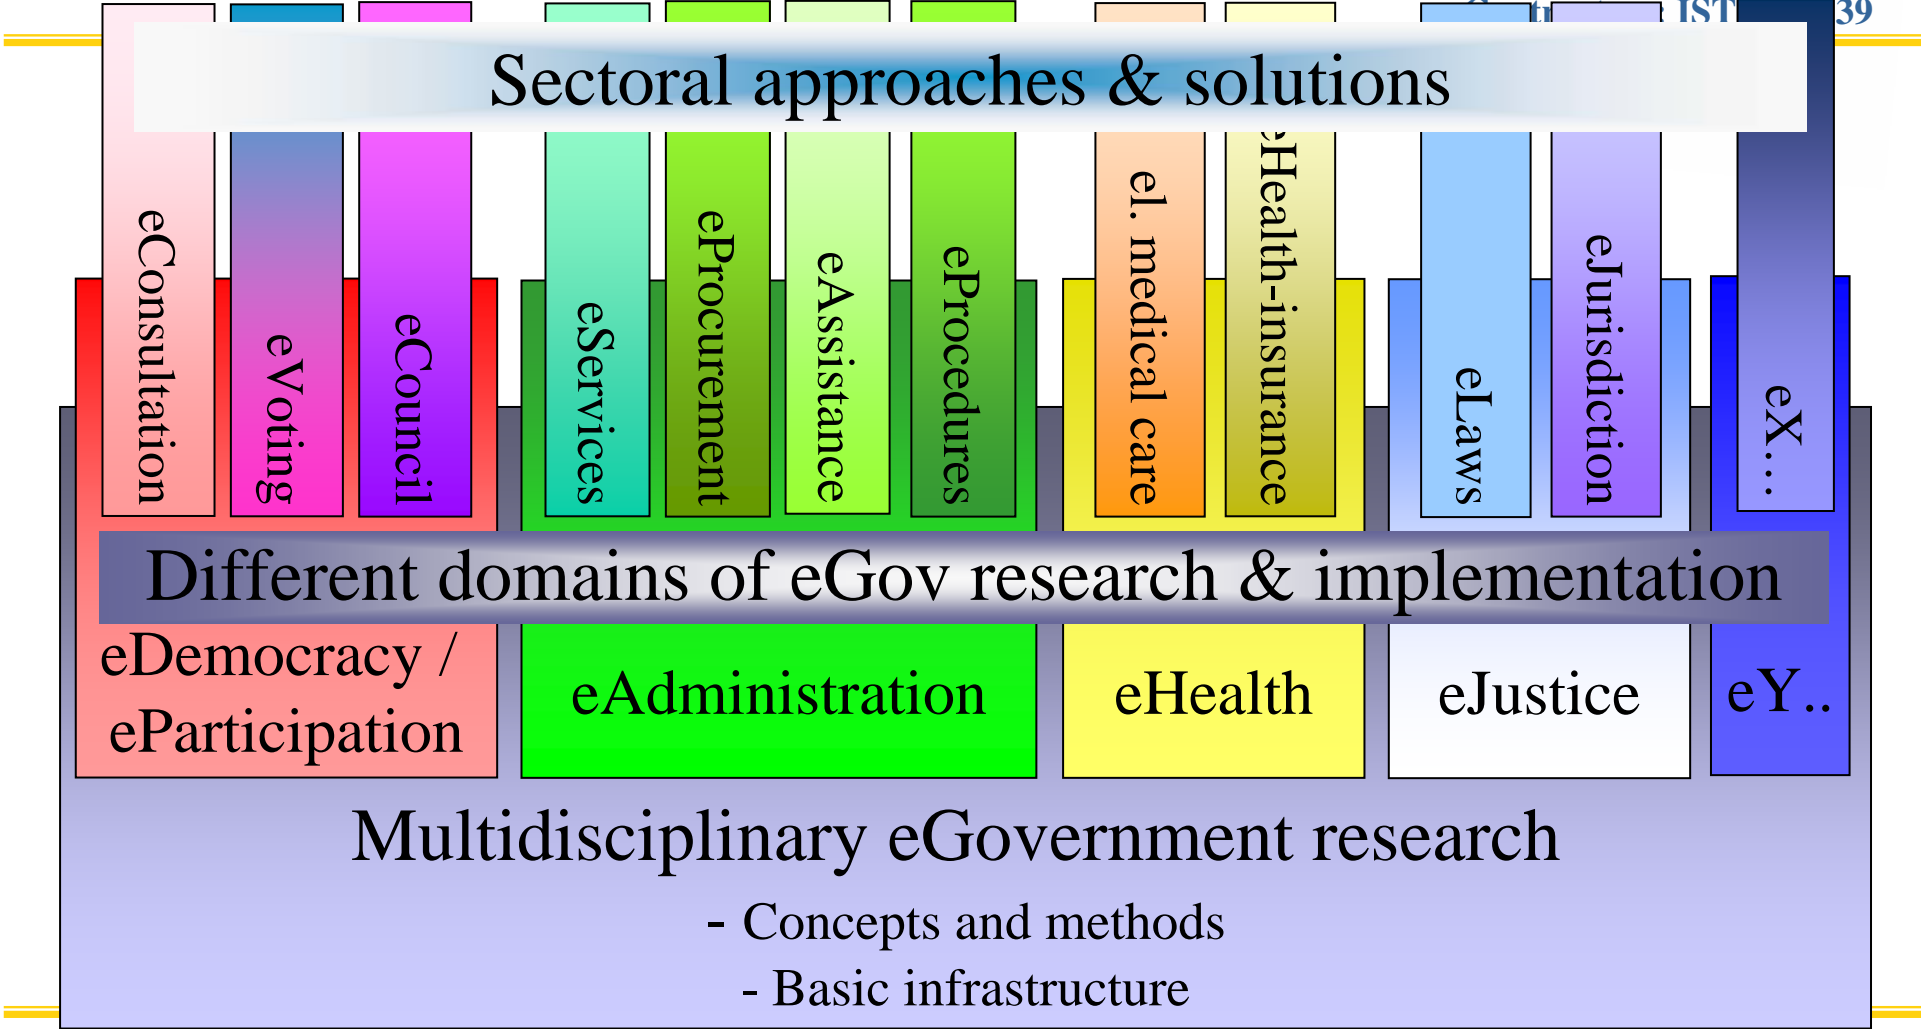 IST
39
Sectoral approaches & solutions
eConsultation
eVoting
eCouncil
eServices
eProcurement
eAssistance
eProcedures
el. medical care
eHealth-insurance
eLaws
eJurisdiction
eX....
Different domains of eGov research & implementation
eDemocracy /
eParticipation
eAdministration
eHealth
eJustice
eY..
Multidisciplinary eGovernment research
- Concepts and methods
- Basic infrastructure